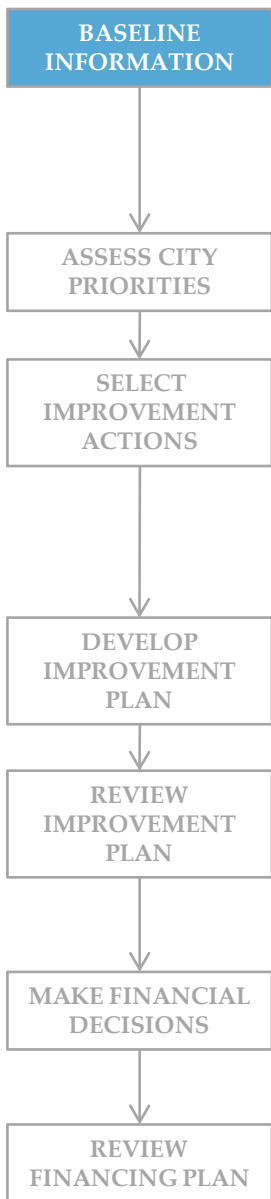 BASELINE
INFORMATION
ASSESS CITY
PRIORITIES
SELECT
IMPROVEMENT
ACTIONS
DEVELOP
IMPROVEMENT
PLAN
REVIEW
IMPROVEMENT
PLAN
MAKE FINANCIAL
DECISIONS
REVIEW
FINANCING PLAN